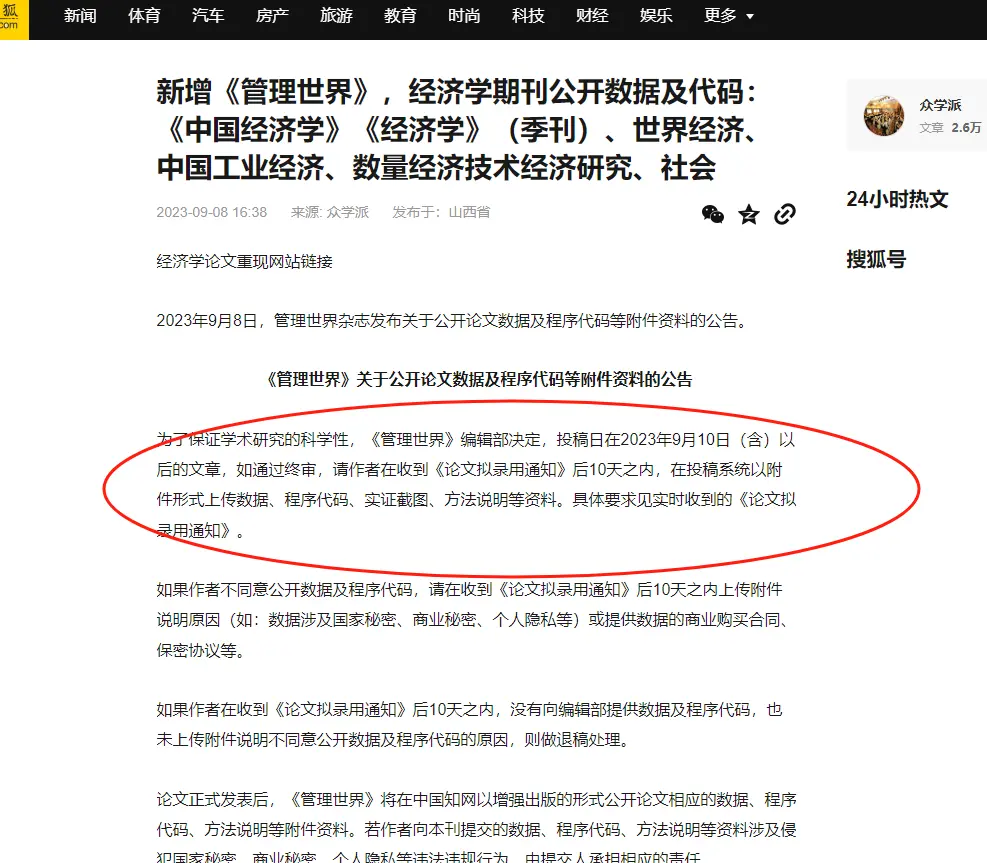 狐
com
新闻 体育 汽车 房产 旅游 教育 时尚 科技 财经 娱乐 更多
新增《管理世界》，经济学期刊公开数据及代码：
《中国经济学》《经济学》（季刊）、世界经济、
中国工业经济、数量经济技术经济研究、社会
2023-09-08 16:38 来源: 众学派 发布于：山西省
众学派
文章 2.6万
24小时热文
搜狐号
经济学论文重现网站链接
2023年9月8日，管理世界杂志发布关于公开论文数据及程序代码等附件资料的公告。
《管理世界》关于公开论文数据及程序代码等附件资料的公告
为了保证学术研究的科学性，《管理世界》编辑部决定，投稿日在2023年9月10日（含）以
后的文章，如通过终审，请作者在收到《论文拟录用通知》后10天之内，在投稿系统以附
件形式上传数据、程序代码、实证截图、方法说明等资料。具体要求见实时收到的《论文拟
录用通知》。
如果作者不同意公开数据及程序代码，请在收到《论文拟录用通知》后10天之内上传附件
说明原因（如：数据涉及国家秘密、商业秘密、个人隐私等）或提供数据的商业购买合同、
保密协议等。
如果作者在收到《论文拟录用通知》后10天之内，没有向编辑部提供数据及程序代码，也
未上传附件说明不同意公开数据及程序代码的原因，则做退稿处理。
论文正式发表后，《管理世界》将在中国知网以增强出版的形式公开论文相应的数据、程序
代码、方法说明等附件资料。若作者向本刊提交的数据、程序代码、方法说明等资料涉及侵
犯国家秘密、商业秘密、个人隐私等违法违规行为，由提交人承担相应的责任。